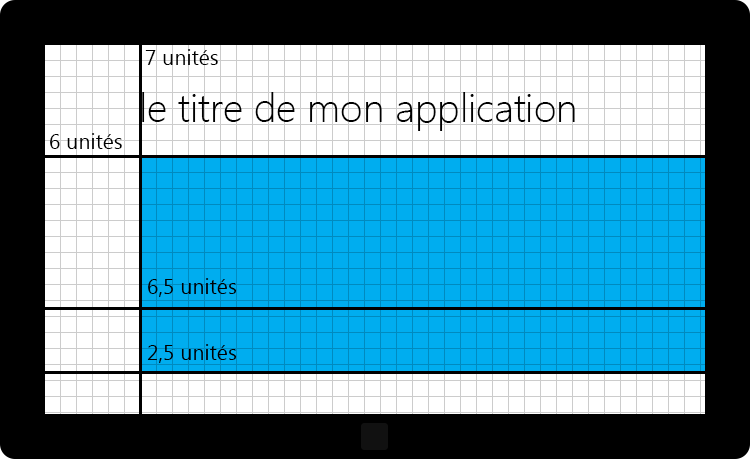 7 unités
le titre de mon application
6 unités
6,5 unités
2,5 unités